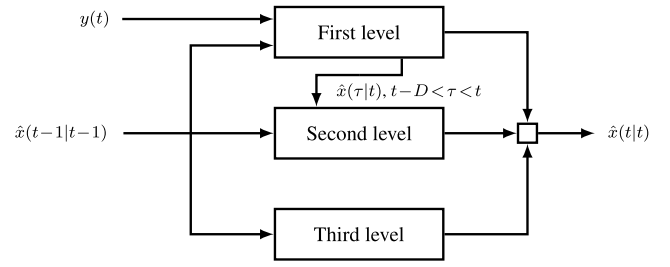 y(t)
First level
x̂(τ|t), t−D<τ<t
x̂(t−1|t−1)
Second level
x̂(t|t)
Third level